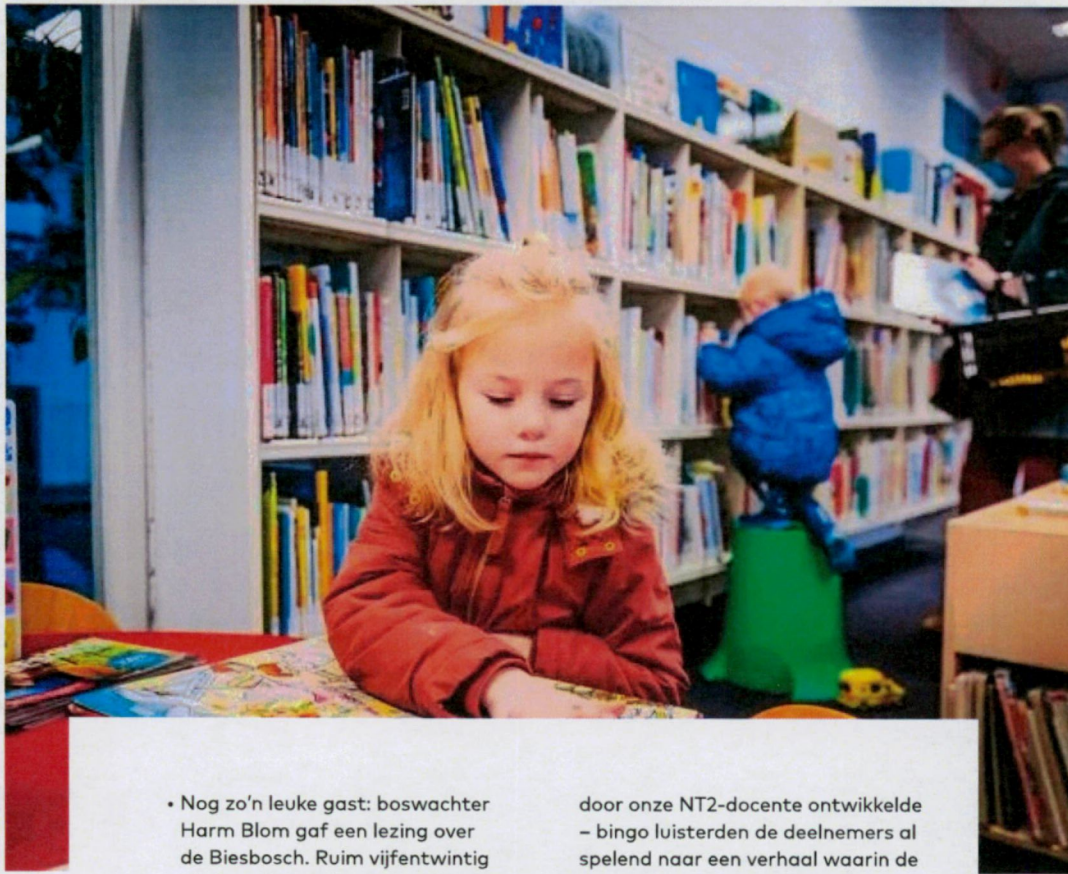 • Nog zo'n leuke gast: boswachter
Harm Blom gaf een lezing over
de Biesbosch. Ruim vijfentwintig
door onze NT2-docente ontwikkelde
– bingo luisterden de deelnemers al
spelend naar een verhaal waarin de